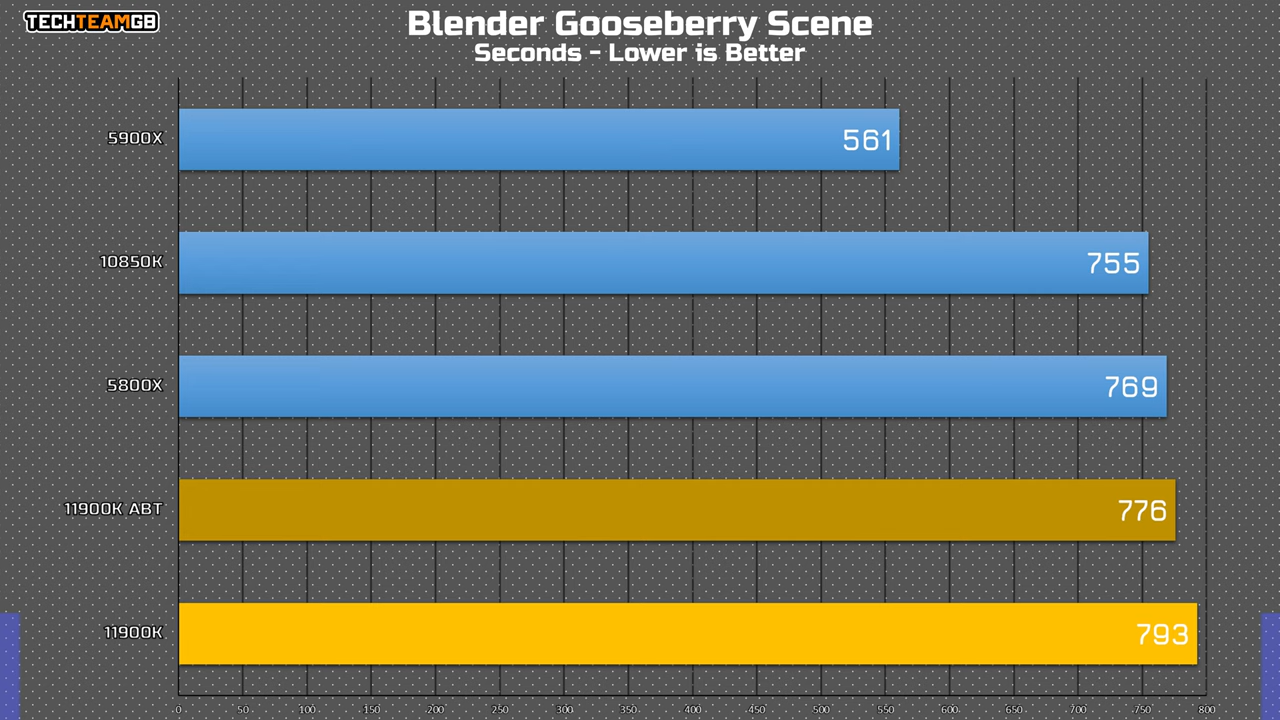 TECHTEAMGB
Blender Gooseberry Scene
Seconds - Lower is Better
5900X
561
10850K
755
5800X
769
11900K ABT
776
11900K
793
0 50 100 150 200 250 300 350 400 450 500 550 600 650 700 750 800